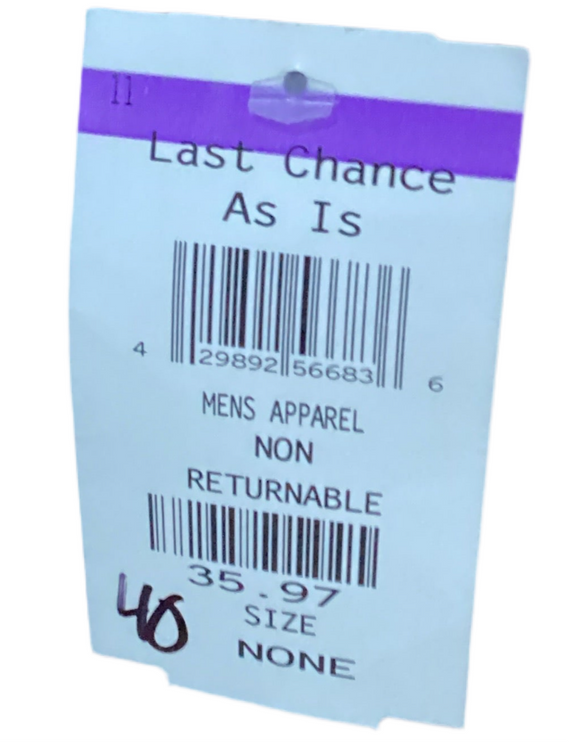 11
Last Chance
As Is
4 29892 56683 6
MENS APPAREL
NON
RETURNABLE
35.97
40
SIZE
NONE